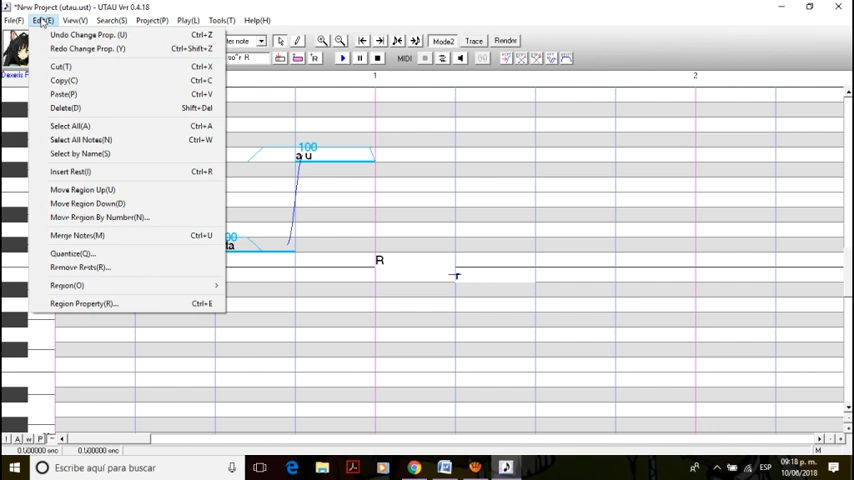 *New Project (utau.ust) - UTAU Ver 0.4.18
File(F) Edit(E) View(V) Search(S) Project(P) Play(L) Tools(T) Help(H)
Undo Change Prop. (U) Ctrl+Z
Redo Change Prop. (Y) Ctrl+Shift+Z
Cut(T) Ctrl+X
Copy(C) Ctrl+C
Paste(P) Ctrl+V
Delete(D) Shift+Del
Select All(A) Ctrl+A
Select All Notes(N) Ctrl+W
Select by Name(S)
Insert Rest(I) Ctrl+R
Move Region Up(U)
Move Region Down(D)
Move Region By Number(N)...
Merge Notes(M) Ctrl+U
Quantize(Q)...
Remove Rests(R)...
Region(O)
Region Property(R)... Ctrl+E
Mode2 Trace Render
R MIDI
1 2
100
a u
R
r
! A w P ~
0.500000 sec 0.500000 sec M
Escribe aquí para buscar
ESP
09:18 p. m.
10/06/2018